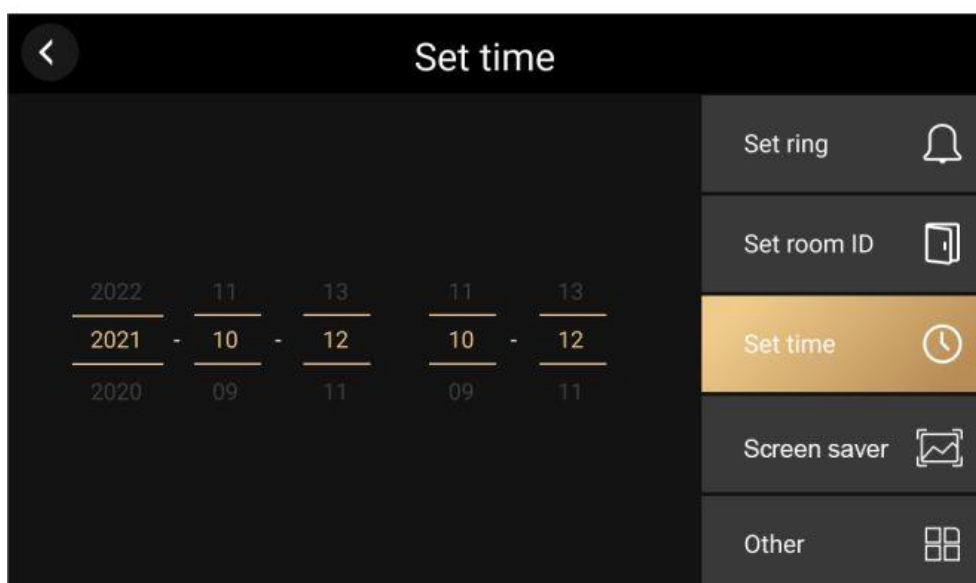 Set time
2022 11 13 11 13
2021 - 10 - 12 10 - 12
2020 09 11 09 11
Set ring
Set room ID
Set time
Screen saver
Other